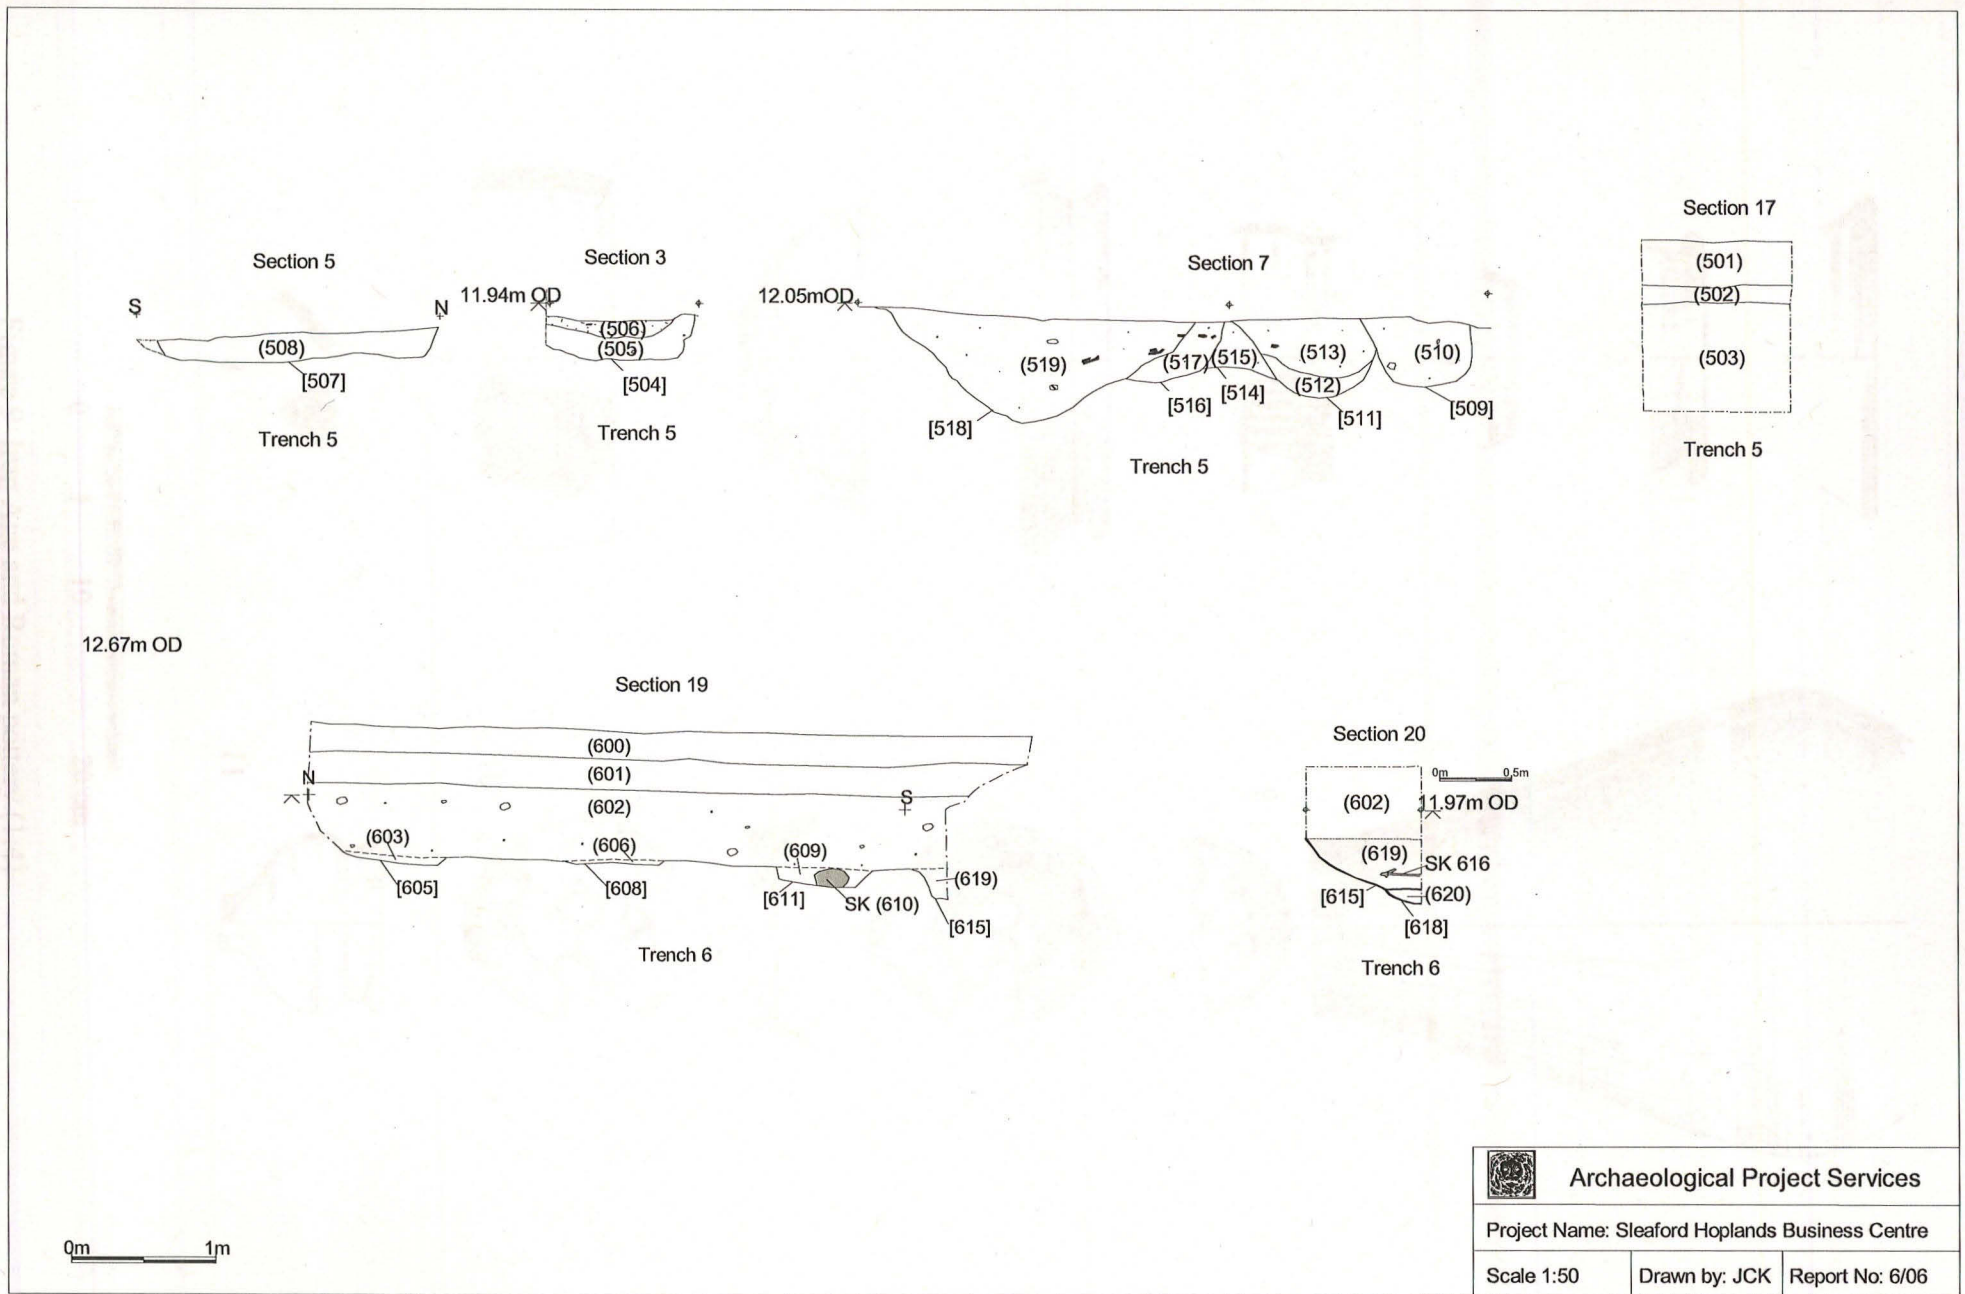 Section 5
S
N
(508)
[507]
Trench 5
Section 3
11.94m OD
(506)
(505)
[504]
Trench 5
Section 7
12.05mOD
(519)
(517)
(515)
(513)
(510)
(512)
[514]
[516]
[511]
[509]
[518]
Trench 5
Section 17
(501)
(502)
(503)
Trench 5
12.67m OD
Section 19
(600)
(601)
N
S
(602)
(603)
(606)
(609)
(619)
[605]
[608]
[611]
SK (610)
[615]
Trench 6
Section 20
0m 0.5m
(602)
11.97m OD
(619)
SK 616
[615]
(620)
[618]
Trench 6
0m 1m
Archaeological Project Services
Project Name: Sleaford Hoplands Business Centre
Scale 1:50
Drawn by: JCK
Report No: 6/06